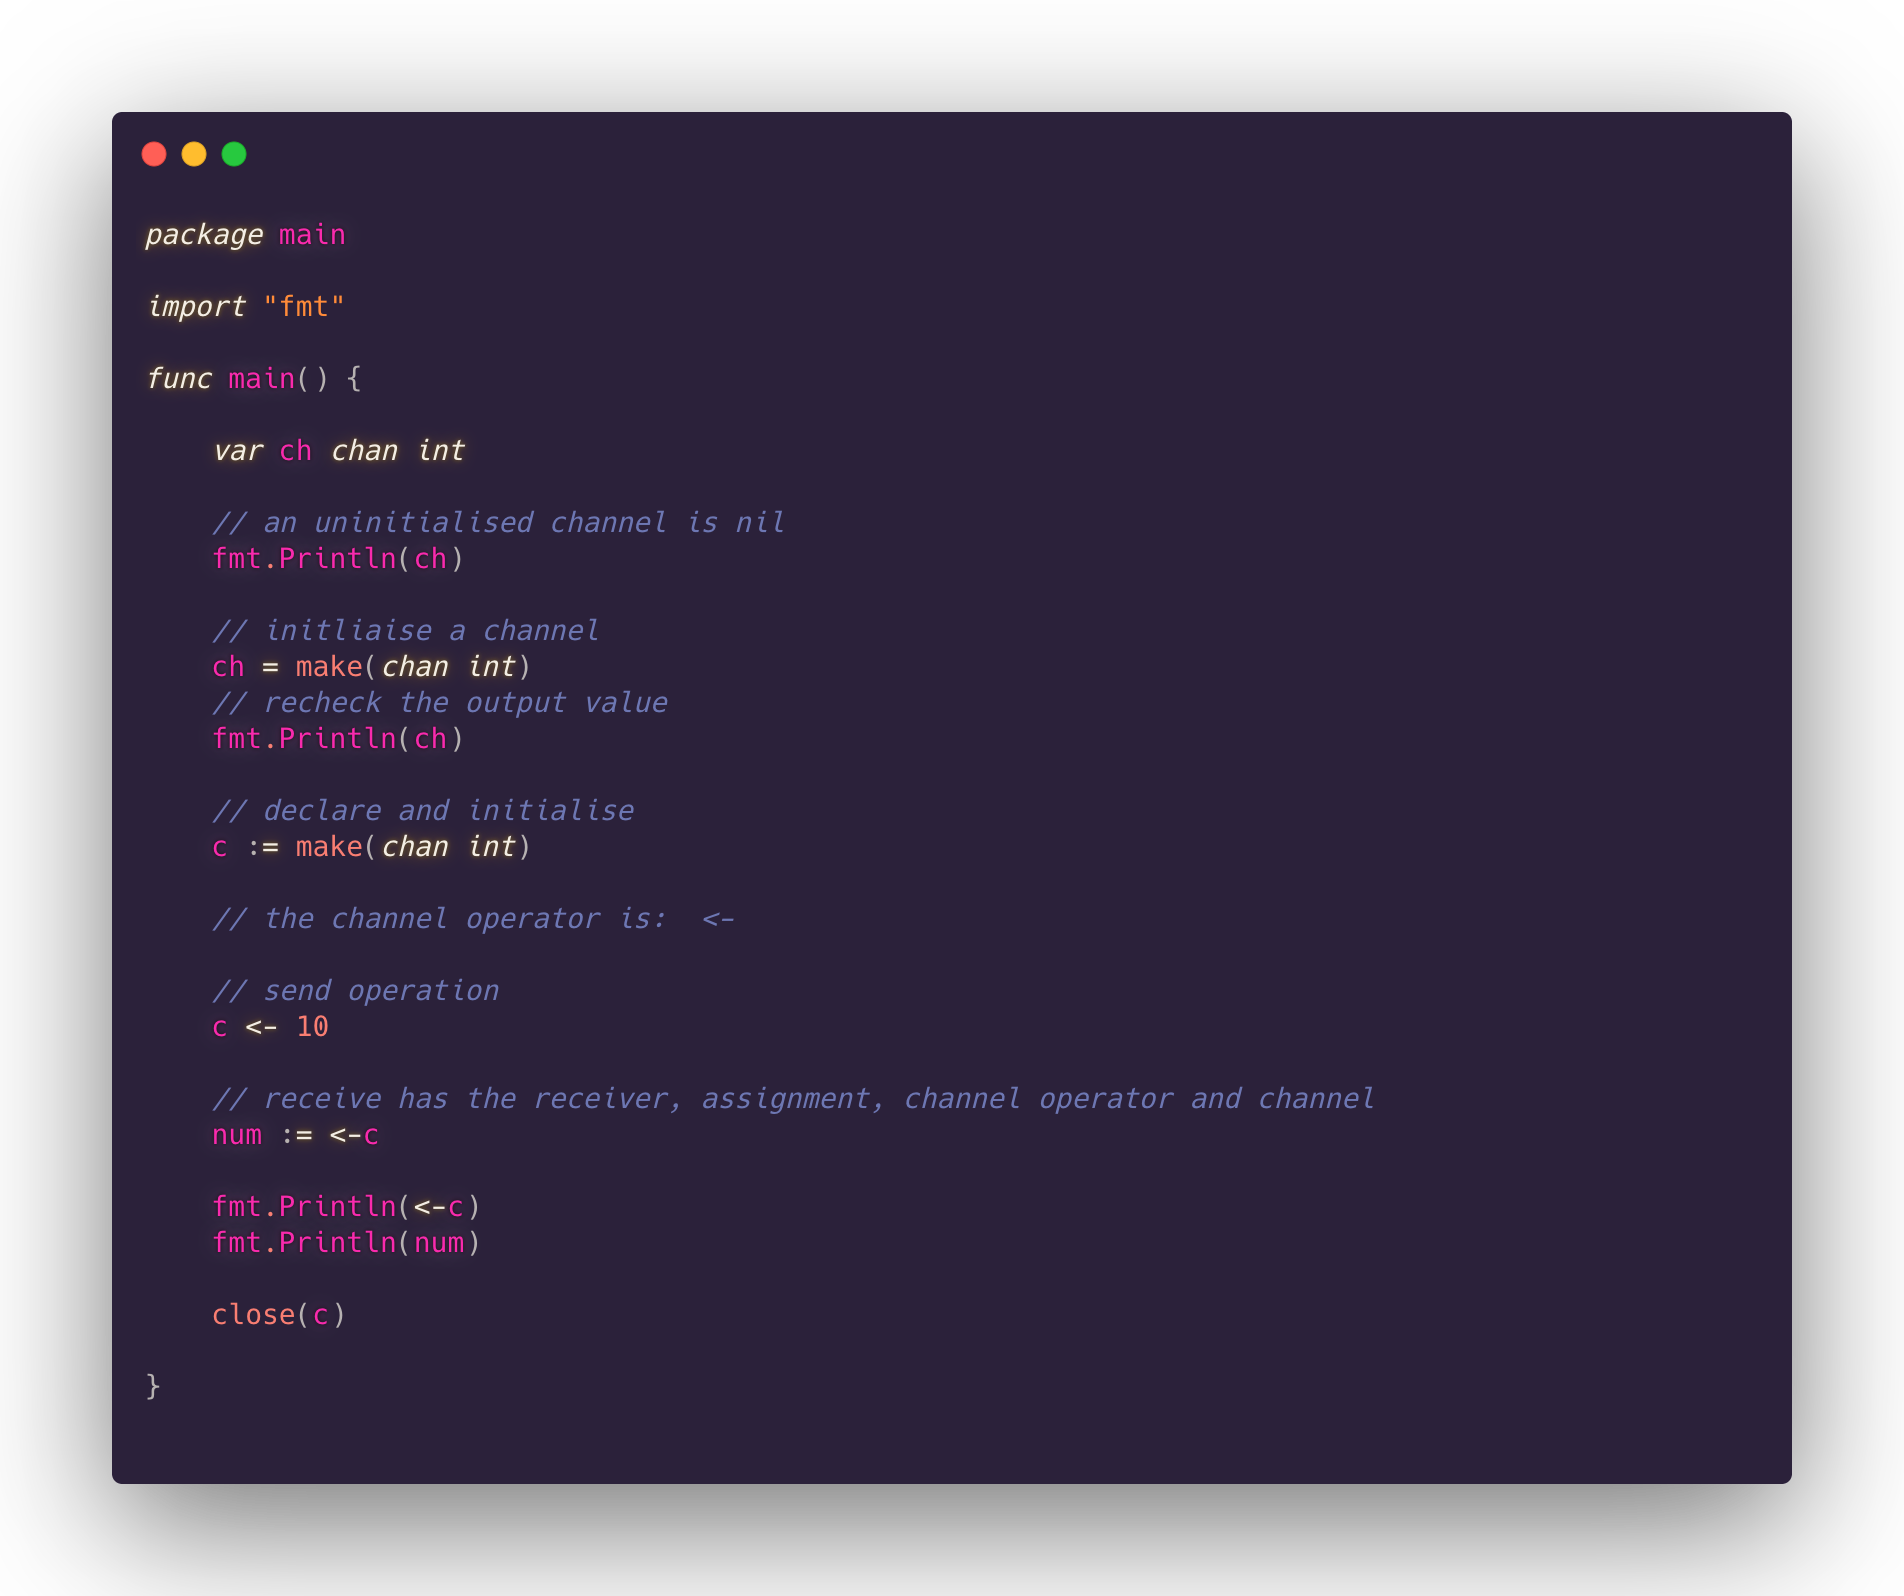 package main

import "fmt"

func main() {

    var ch chan int

    // an uninitialised channel is nil
    fmt.Println(ch)

    // initliaise a channel
    ch = make(chan int)
    // recheck the output value
    fmt.Println(ch)

    // declare and initialise
    c := make(chan int)

    // the channel operator is:  <-

    // send operation
    c <- 10

    // receive has the receiver, assignment, channel operator and channel
    num := <-c

    fmt.Println(<-c)
    fmt.Println(num)

    close(c)

}